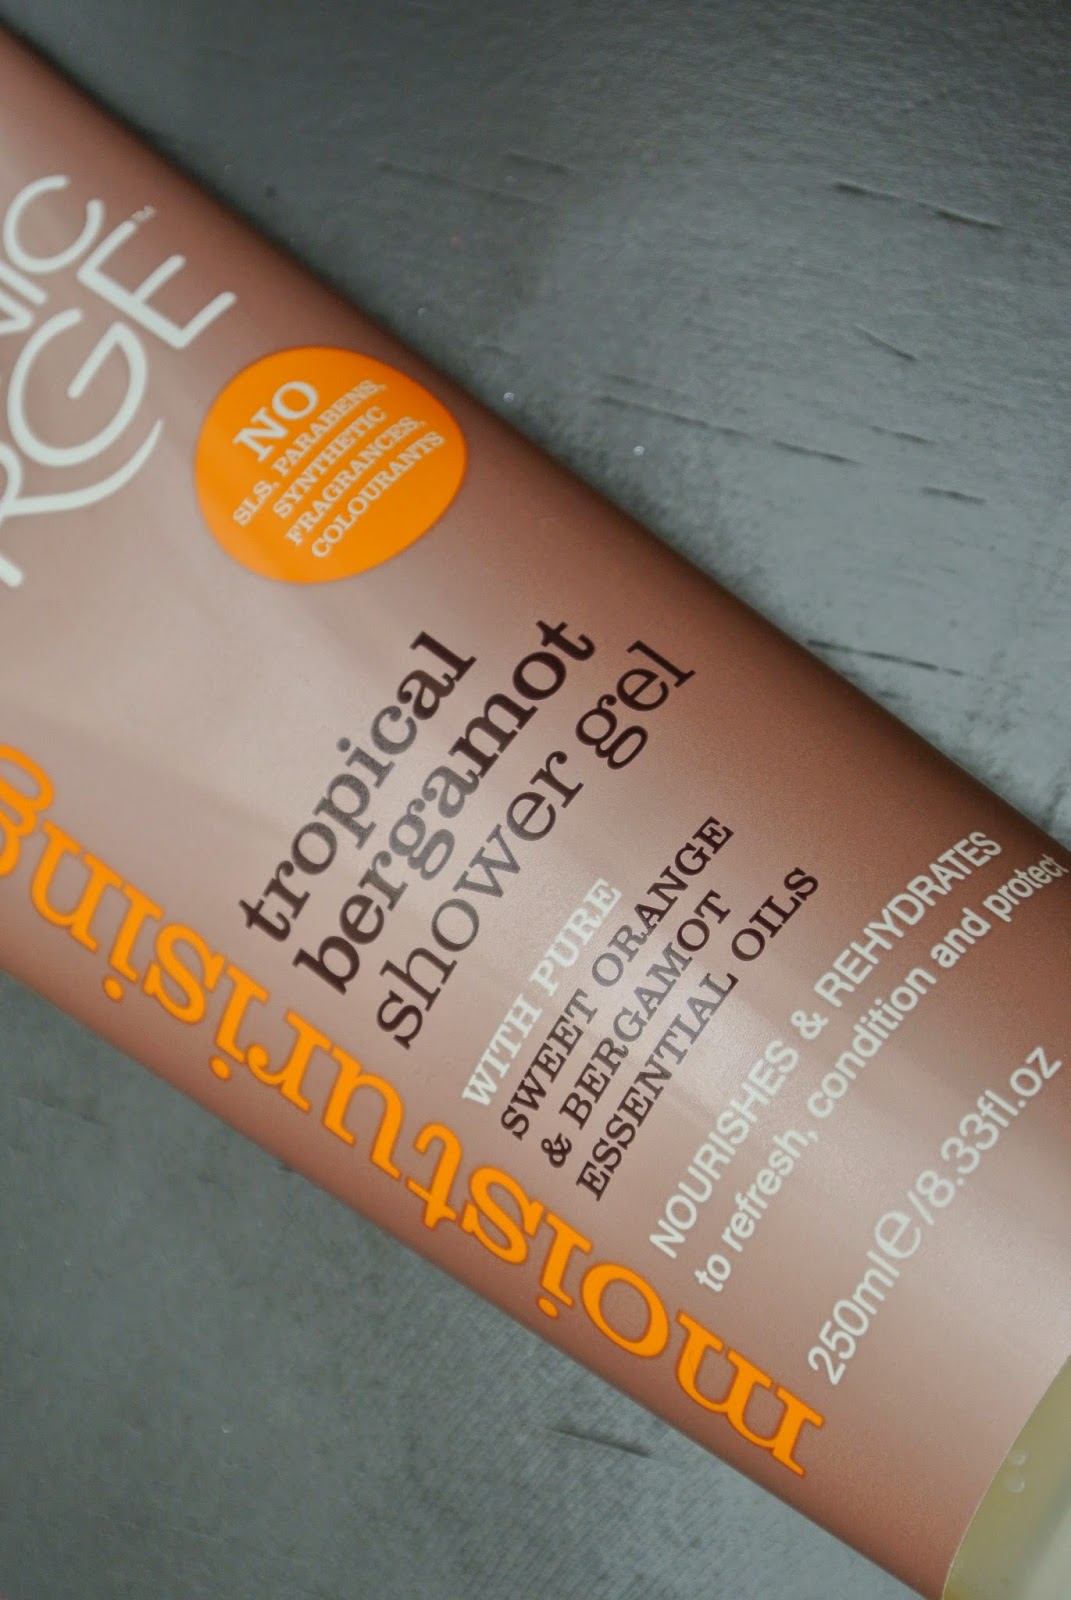 NIC
RGE™
NO
SLS, PARABENS,
SYNTHETIC
FRAGRANCES,
COLOURANTS
tropical
bergamot
shower gel
WITH PURE
SWEET ORANGE
& BERGAMOT
ESSENTIAL OILS
NOURISHES & REHYDRATES
to refresh, condition and protect
250ml e/8.33fl.oz
moisturising